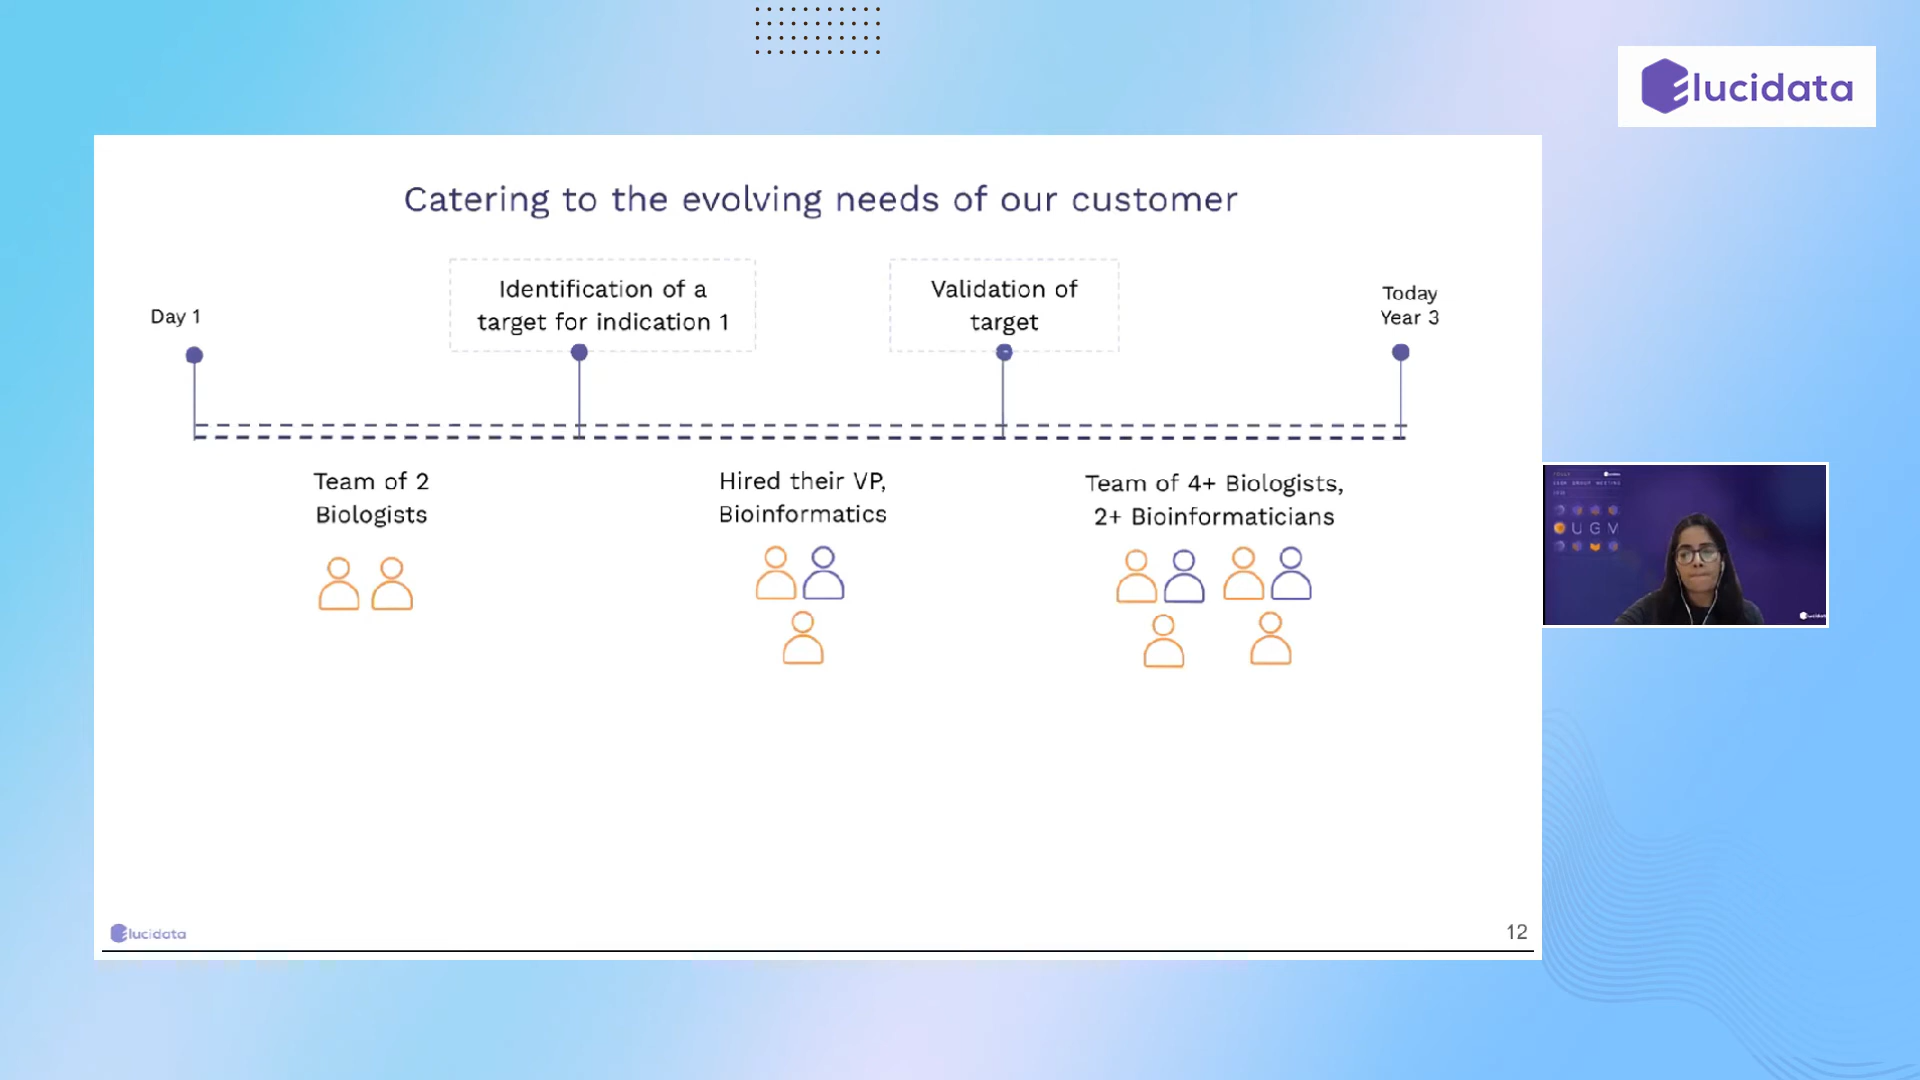 Elucidata
Catering to the evolving needs of our customer
Day 1
Identification of a
target for indication 1
Validation of
target
Today
Year 3
Team of 2
Biologists
Hired their VP,
Bioinformatics
Team of 4+ Biologists,
2+ Bioinformaticians
UGM
Elucidata
12